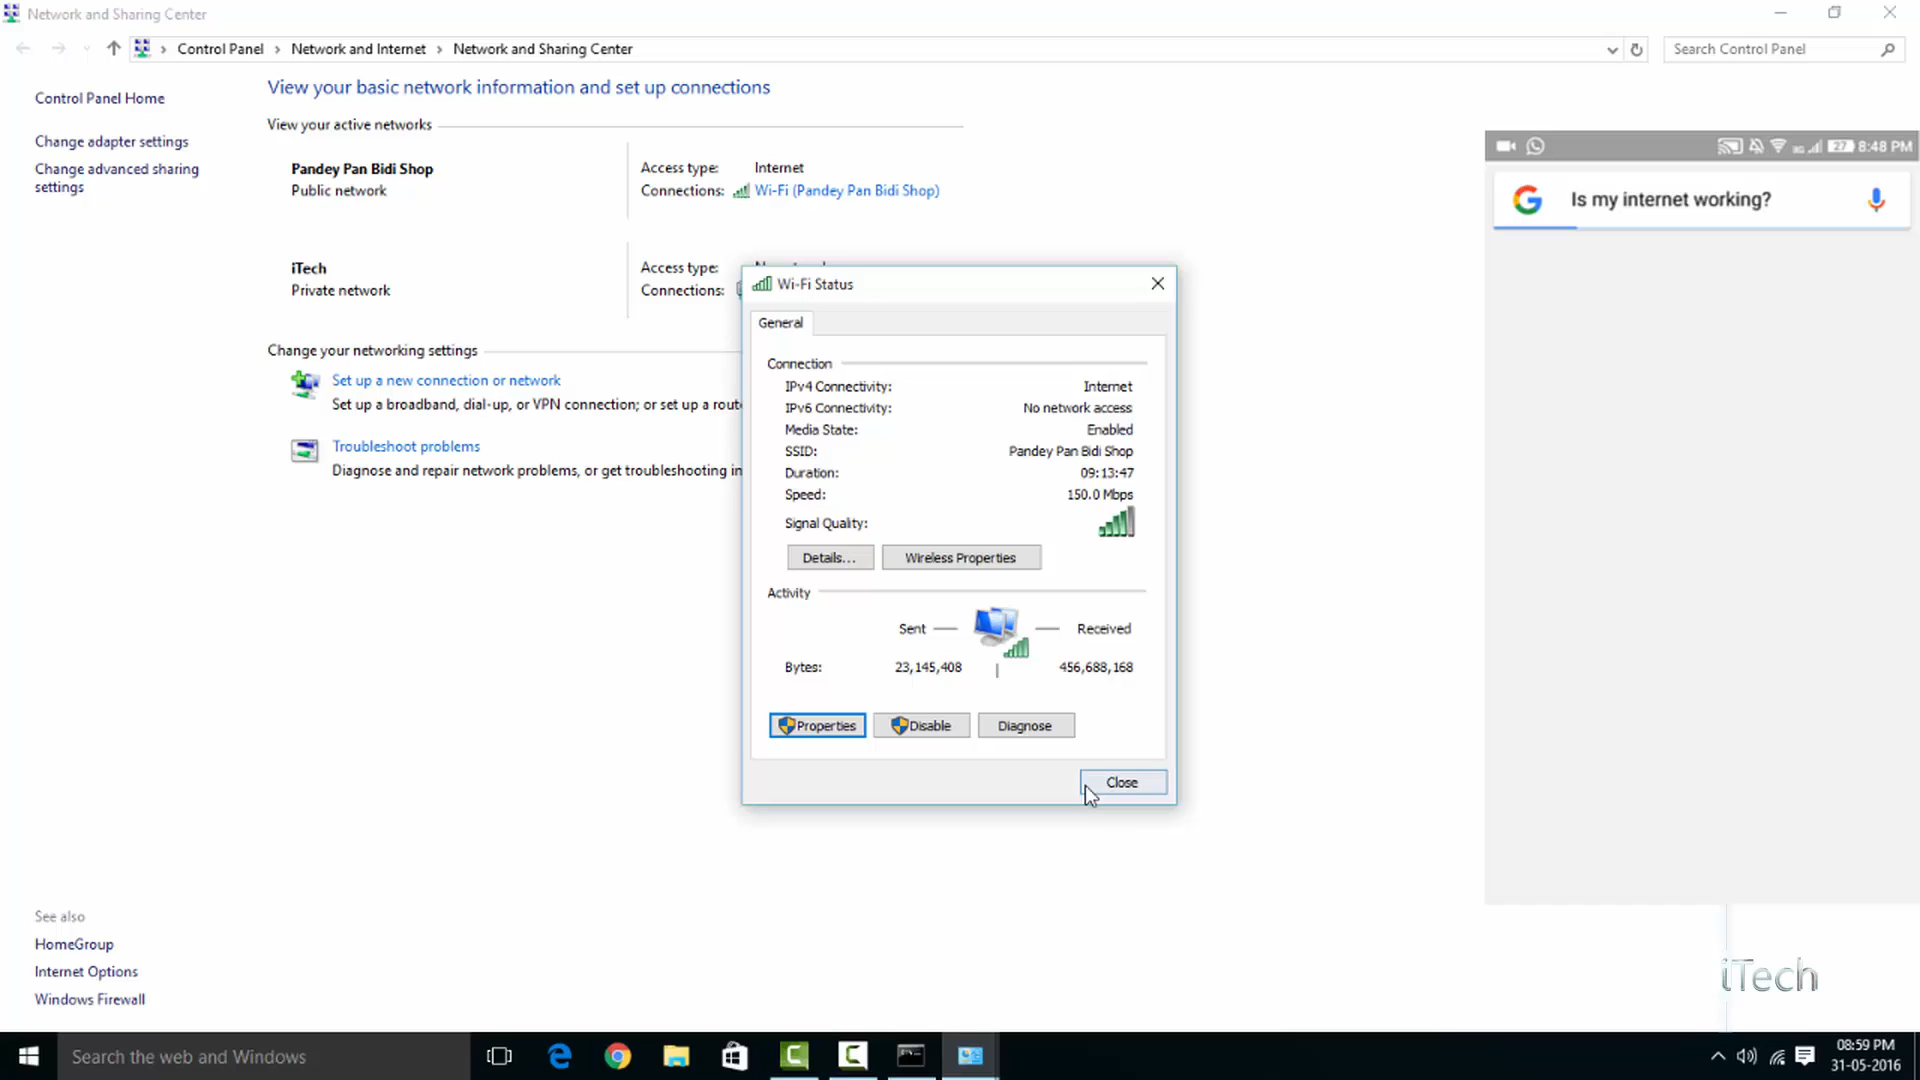 Network and Sharing Center
Control Panel > Network and Internet > Network and Sharing Center
Search Control Panel
Control Panel Home
Change adapter settings
Change advanced sharing
settings
View your basic network information and set up connections
View your active networks
Pandey Pan Bidi Shop
Public network
Access type: Internet
Connections: Wi-Fi (Pandey Pan Bidi Shop)
iTech
Private network
Access type:
Connections:
Change your networking settings
Set up a new connection or network
Set up a broadband, dial-up, or VPN connection; or set up a
Troubleshoot problems
Diagnose and repair network problems, or get troubleshooting
Wi-Fi Status
General
Connection
IPv4 Connectivity: Internet
IPv6 Connectivity: No network access
Media State: Enabled
SSID: Pandey Pan Bidi Shop
Duration: 09:13:47
Speed: 150.0 Mbps
Signal Quality:
Details...
Wireless Properties
Activity
Sent — — Received
Bytes: 23,145,408 | 456,688,168
Properties
Disable
Diagnose
Close
27 8:48 PM
Is my internet working?
See also
HomeGroup
Internet Options
Windows Firewall
iTech
Search the web and Windows
08:59 PM
31-05-2016